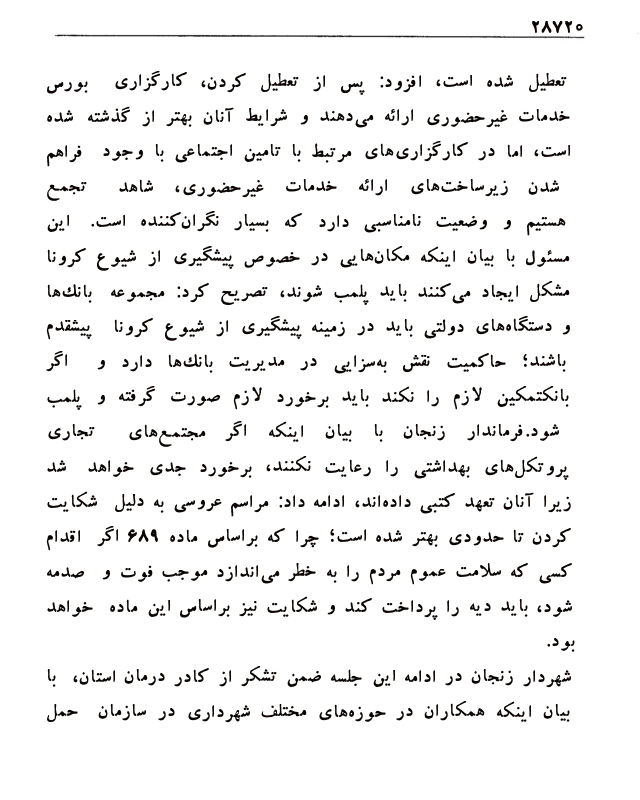 ۲۸۷۲۰
تعطیل شده است، افزود: پس از تعطیل کردن، کارگزاری بورس
خدمات غیرحضوری ارائه می‌دهند و شرایط آنان بهتر از گذشته شده
است، اما در کارگزاری‌های مرتبط با تامین اجتماعی با وجود فراهم
شدن زیرساخت‌های ارائه خدمات غیرحضوری، شاهد تجمع
هستیم و وضعیت نامناسبی دارد که بسیار نگران‌کننده است. این
مسئول با بیان اینکه مکان‌هایی در خصوص پیشگیری از شیوع کرونا
مشکل ایجاد می‌کنند باید پلمب شوند، تصریح کرد: مجموعه بانک‌ها
و دستگاه‌های دولتی باید در زمینه پیشگیری از شیوع کرونا پیشقدم
باشند؛ حاکمیت نقش به‌سزایی در مدیریت بانک‌ها دارد و اگر
بانکتمکین لازم را نکند باید برخورد لازم صورت گرفته و پلمب
شود.فرماندار زنجان با بیان اینکه اگر مجتمع‌های تجاری
پروتکل‌های بهداشتی را رعایت نکنند، برخورد جدی خواهد شد
زیرا آنان تعهد کتبی داده‌اند، ادامه داد: مراسم عروسی به دلیل شکایت
کردن تا حدودی بهتر شده است؛ چرا که براساس ماده ۶۸۹ اگر اقدام
کسی که سلامت عموم مردم را به خطر می‌اندازد موجب فوت و صدمه
شود، باید دیه را پرداخت کند و شکایت نیز براساس این ماده خواهد
بود.
شهردار زنجان در ادامه این جلسه ضمن تشکر از کادر درمان استان، با
بیان اینکه همکاران در حوزه‌های مختلف شهرداری در سازمان حمل